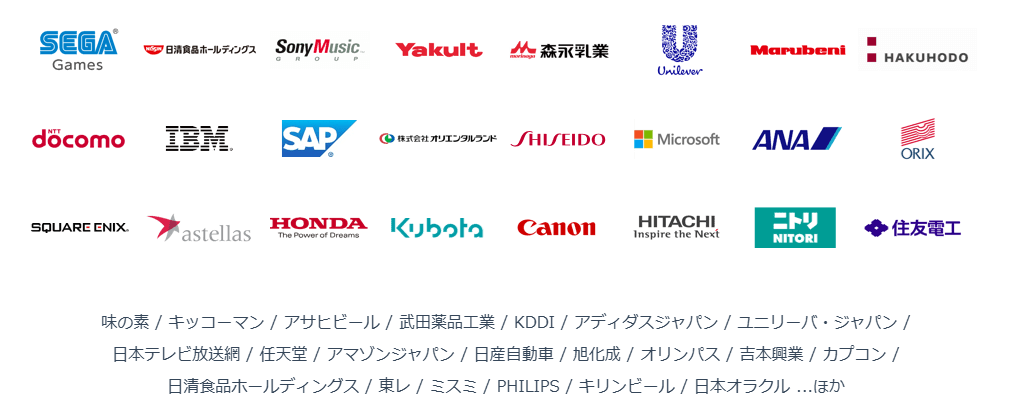 SEGA® Games
NISSIN 日清食品ホールディングス
Sony Music GROUP
Yakult
morinaga 森永乳業
Unilever
Marubeni
HAKUHODO
NTT docomo
IBM®
SAP®
株式会社オリエンタルランド
SHISEIDO
Microsoft
ANA
ORIX
SQUARE ENIX®
astellas
HONDA The Power of Dreams
Kubota
Canon
HITACHI Inspire the Next
ニトリ NITORI
住友電工
味の素 / キッコーマン / アサヒビール / 武田薬品工業 / KDDI / アディダスジャパン / ユニリーバ・ジャパン /
日本テレビ放送網 / 任天堂 / アマゾンジャパン / 日産自動車 / 旭化成 / オリンパス / 吉本興業 / カプコン /
日清食品ホールディングス / 東レ / ミスミ / PHILIPS / キリンビール / 日本オラクル …ほか